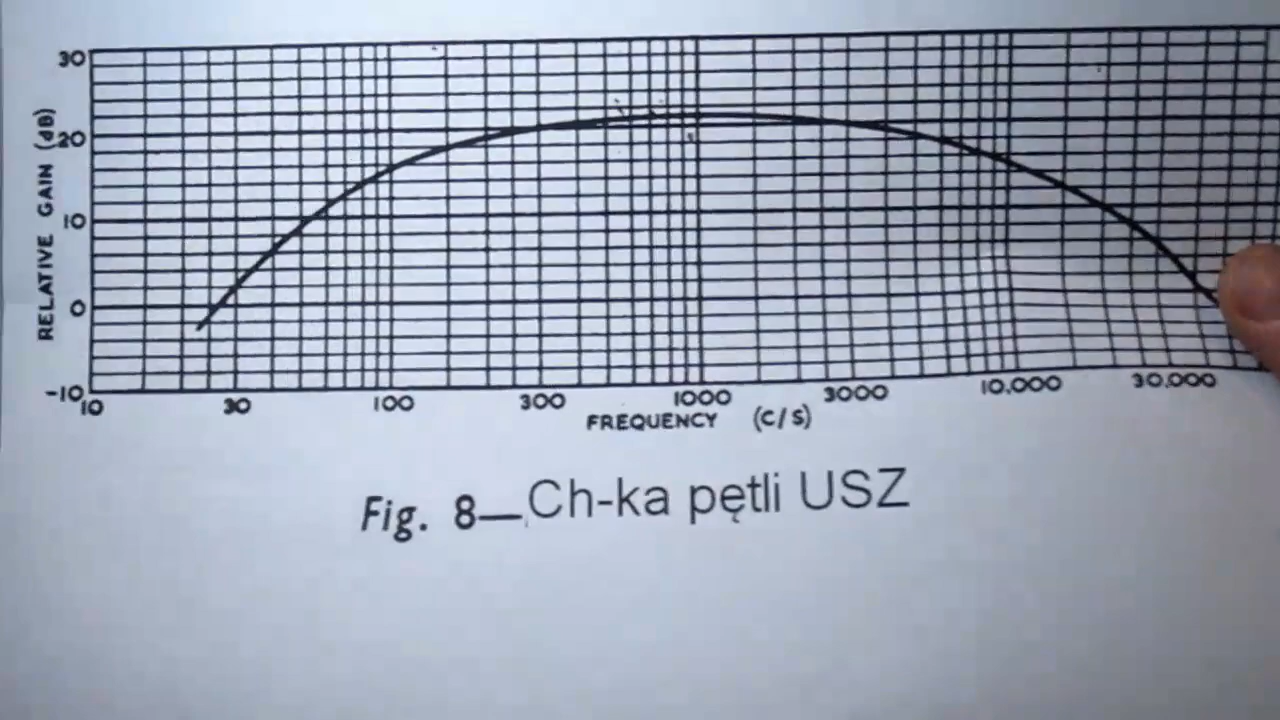 30
20
10
0
-10
RELATIVE GAIN (dB)
10 30 100 300 1000 3000 10,000 30,000
FREQUENCY (C/S)
Fig. 8—Ch-ka pętli USZ